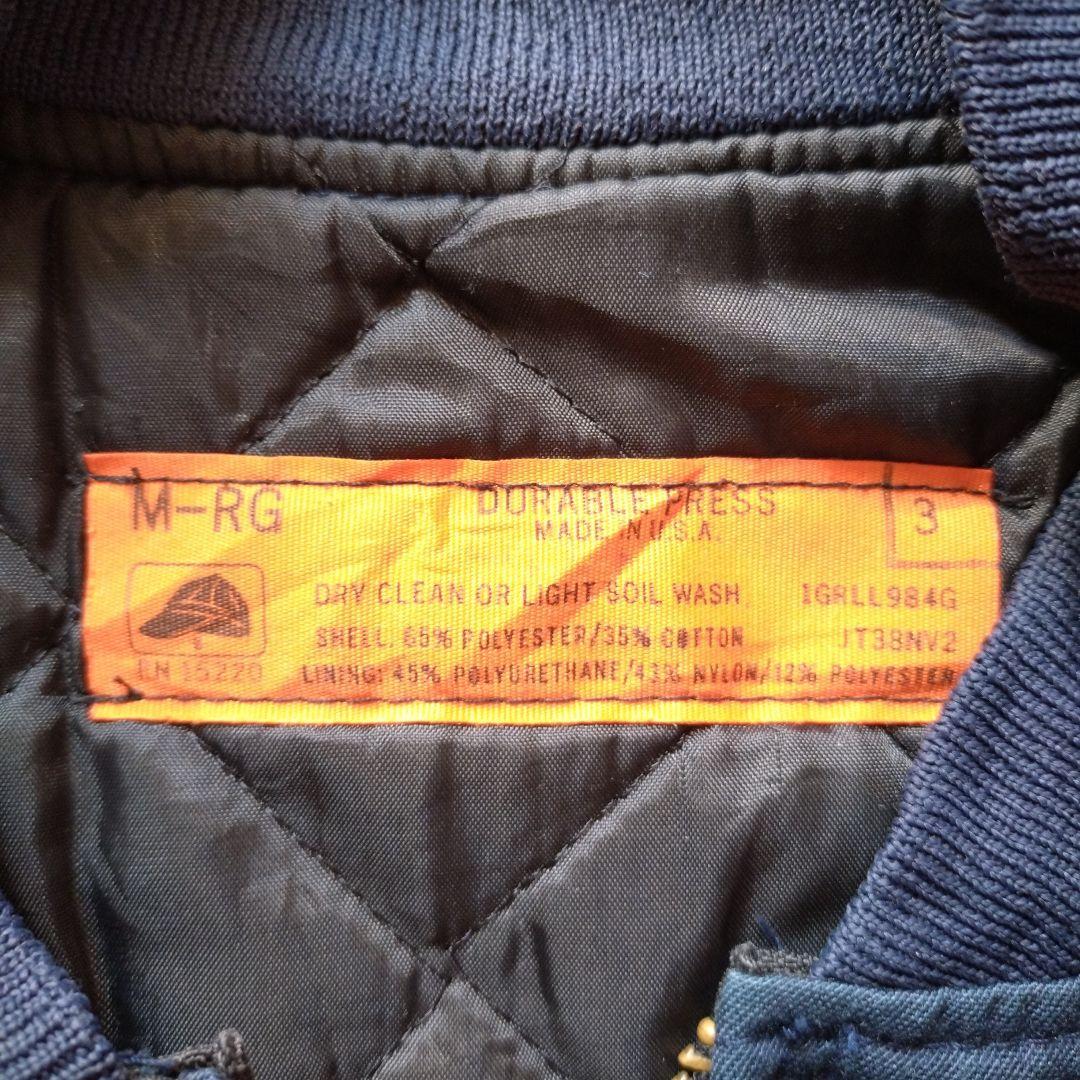 M-RG
DURABLE PRESS
3
MADE IN U.S.A.
DRY CLEAN OR LIGHT SOIL WASH
IGRLL984G
SHELL: 65% POLYESTER/35% COTTON
JT38NV2
RN 15220
LINING: 45% POLYURETHANE/43% NYLON/12% POLYESTER